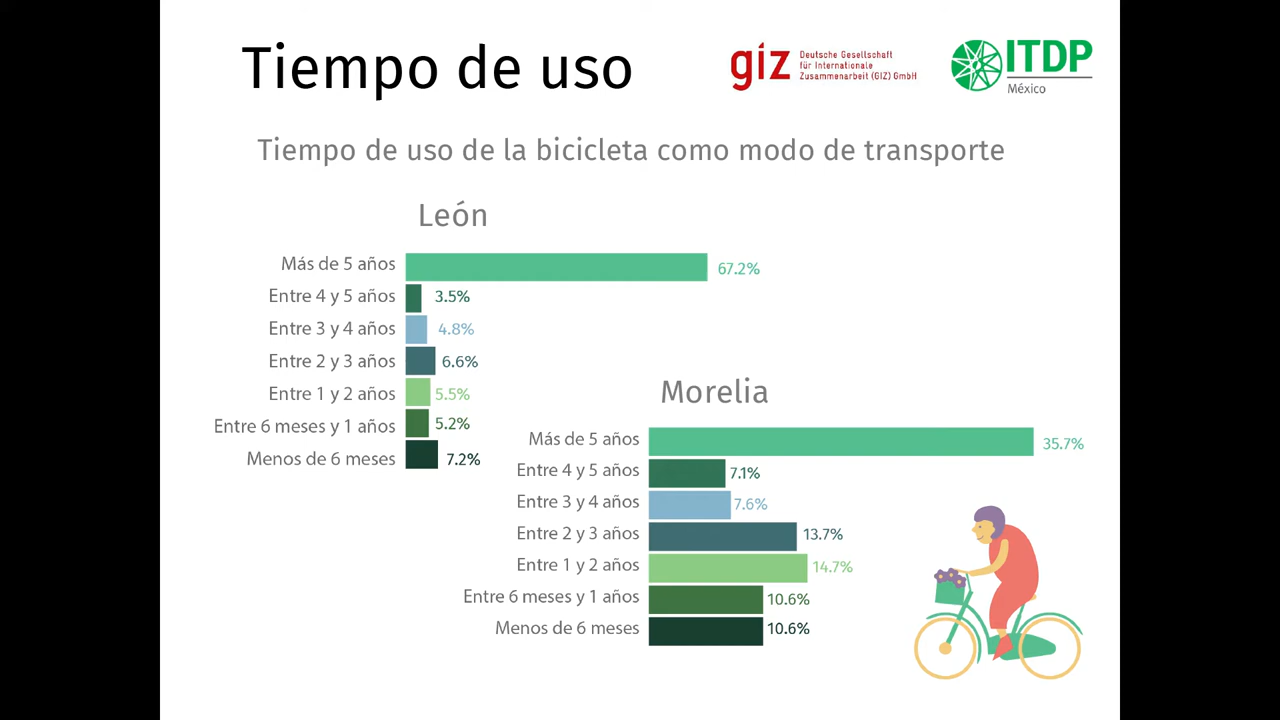 Tiempo de uso
giz
Deutsche Gesellschaft
für Internationale
Zusammenarbeit (GIZ) GmbH
ITDP
México
Tiempo de uso de la bicicleta como modo de transporte
León
Más de 5 años 67.2%
Entre 4 y 5 años 3.5%
Entre 3 y 4 años 4.8%
Entre 2 y 3 años 6.6%
Entre 1 y 2 años 5.5%
Entre 6 meses y 1 años 5.2%
Menos de 6 meses 7.2%
Morelia
Más de 5 años 35.7%
Entre 4 y 5 años 7.1%
Entre 3 y 4 años 7.6%
Entre 2 y 3 años 13.7%
Entre 1 y 2 años 14.7%
Entre 6 meses y 1 años 10.6%
Menos de 6 meses 10.6%